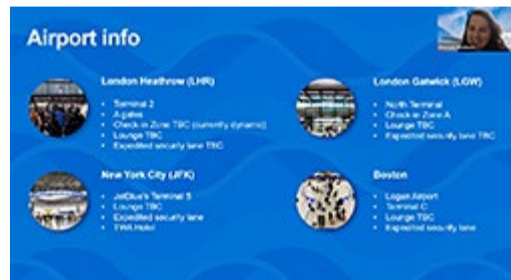 Airport info
London Heathrow (LHR)
• Terminal 2
• A gates
• Check-in Zone TBC (currently dynamic)
• Lounge TBC
• Expedited security lane TBC
London Gatwick (LGW)
• North Terminal
• Check-in Zone A
• Lounge TBC
• Expedited security lane TBC
New York City (JFK)
• JetBlue's Terminal 5
• Lounge TBC
• Expedited security lane
• TWA Hotel
Boston
• Logan Airport
• Terminal C
• Lounge TBC
• Expedited security lane